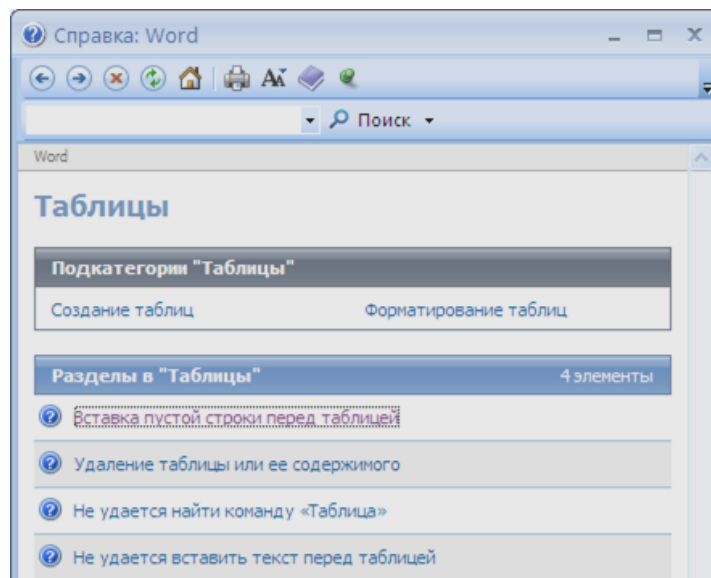 Справка: Word
Поиск
Word
Таблицы
Подкатегории "Таблицы"
Создание таблиц Форматирование таблиц
Разделы в "Таблицы" 4 элементы
Вставка пустой строки перед таблицей
Удаление таблицы или ее содержимого
Не удается найти команду «Таблица»
Не удается вставить текст перед таблицей